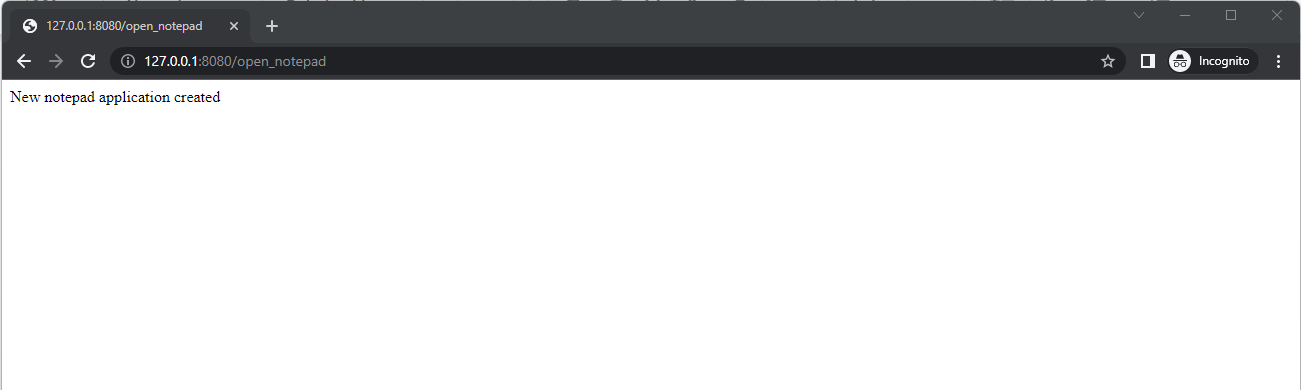 127.0.0.1:8080/open_notepad
127.0.0.1:8080/open_notepad
Incognito
New notepad application created